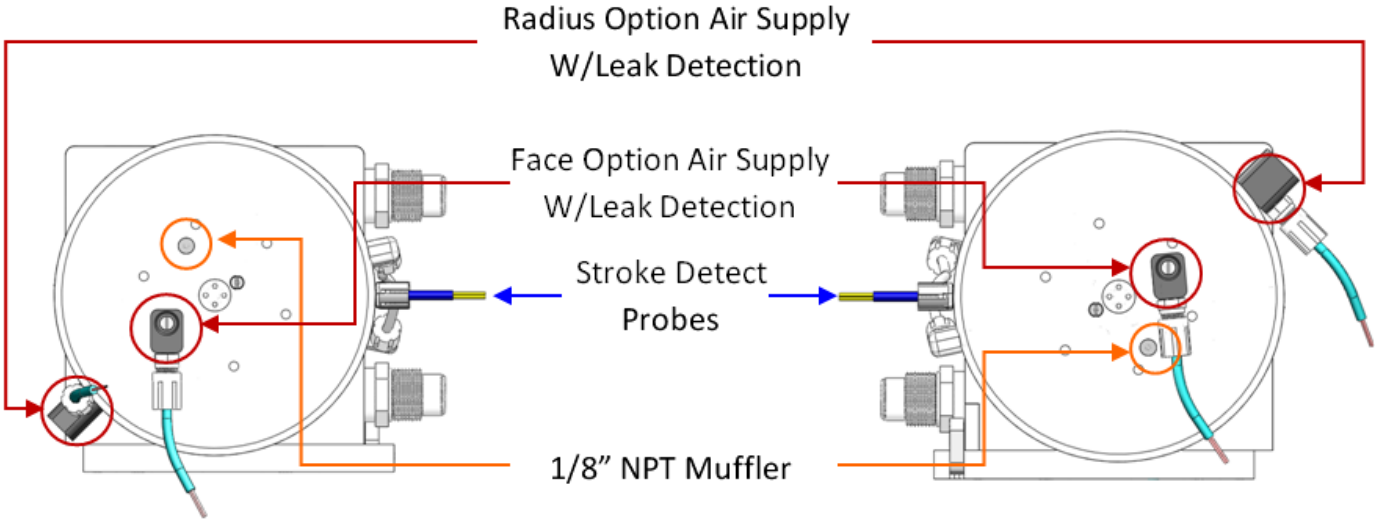 Radius Option Air Supply
W/Leak Detection
Face Option Air Supply
W/Leak Detection
Stroke Detect
Probes
1/8” NPT Muffler